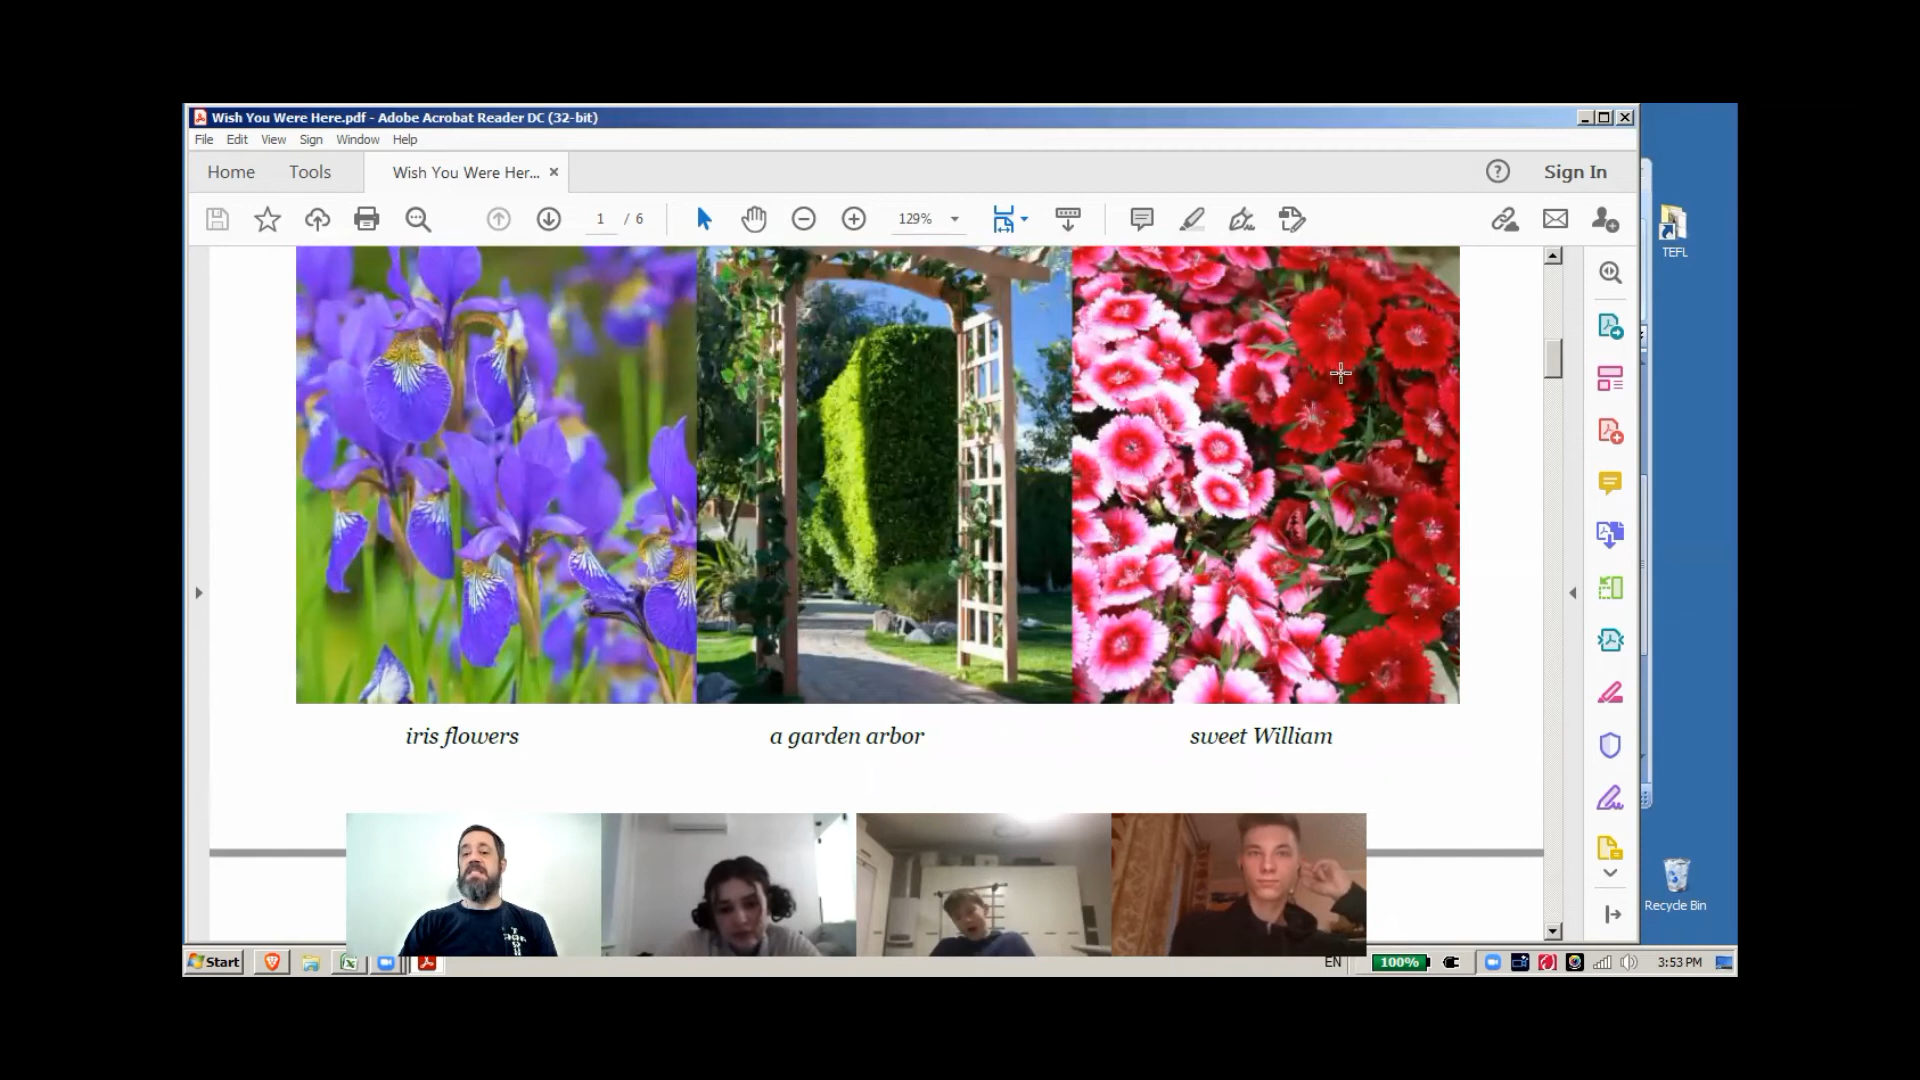 Wish You Were Here.pdf - Adobe Acrobat Reader DC (32-bit)
File Edit View Sign Window Help
Home Tools Wish You Were Her... × ? Sign In
1 / 6 129%
TEFL
iris flowers a garden arbor sweet William
Recycle Bin
Start EN 100% 3:53 PM